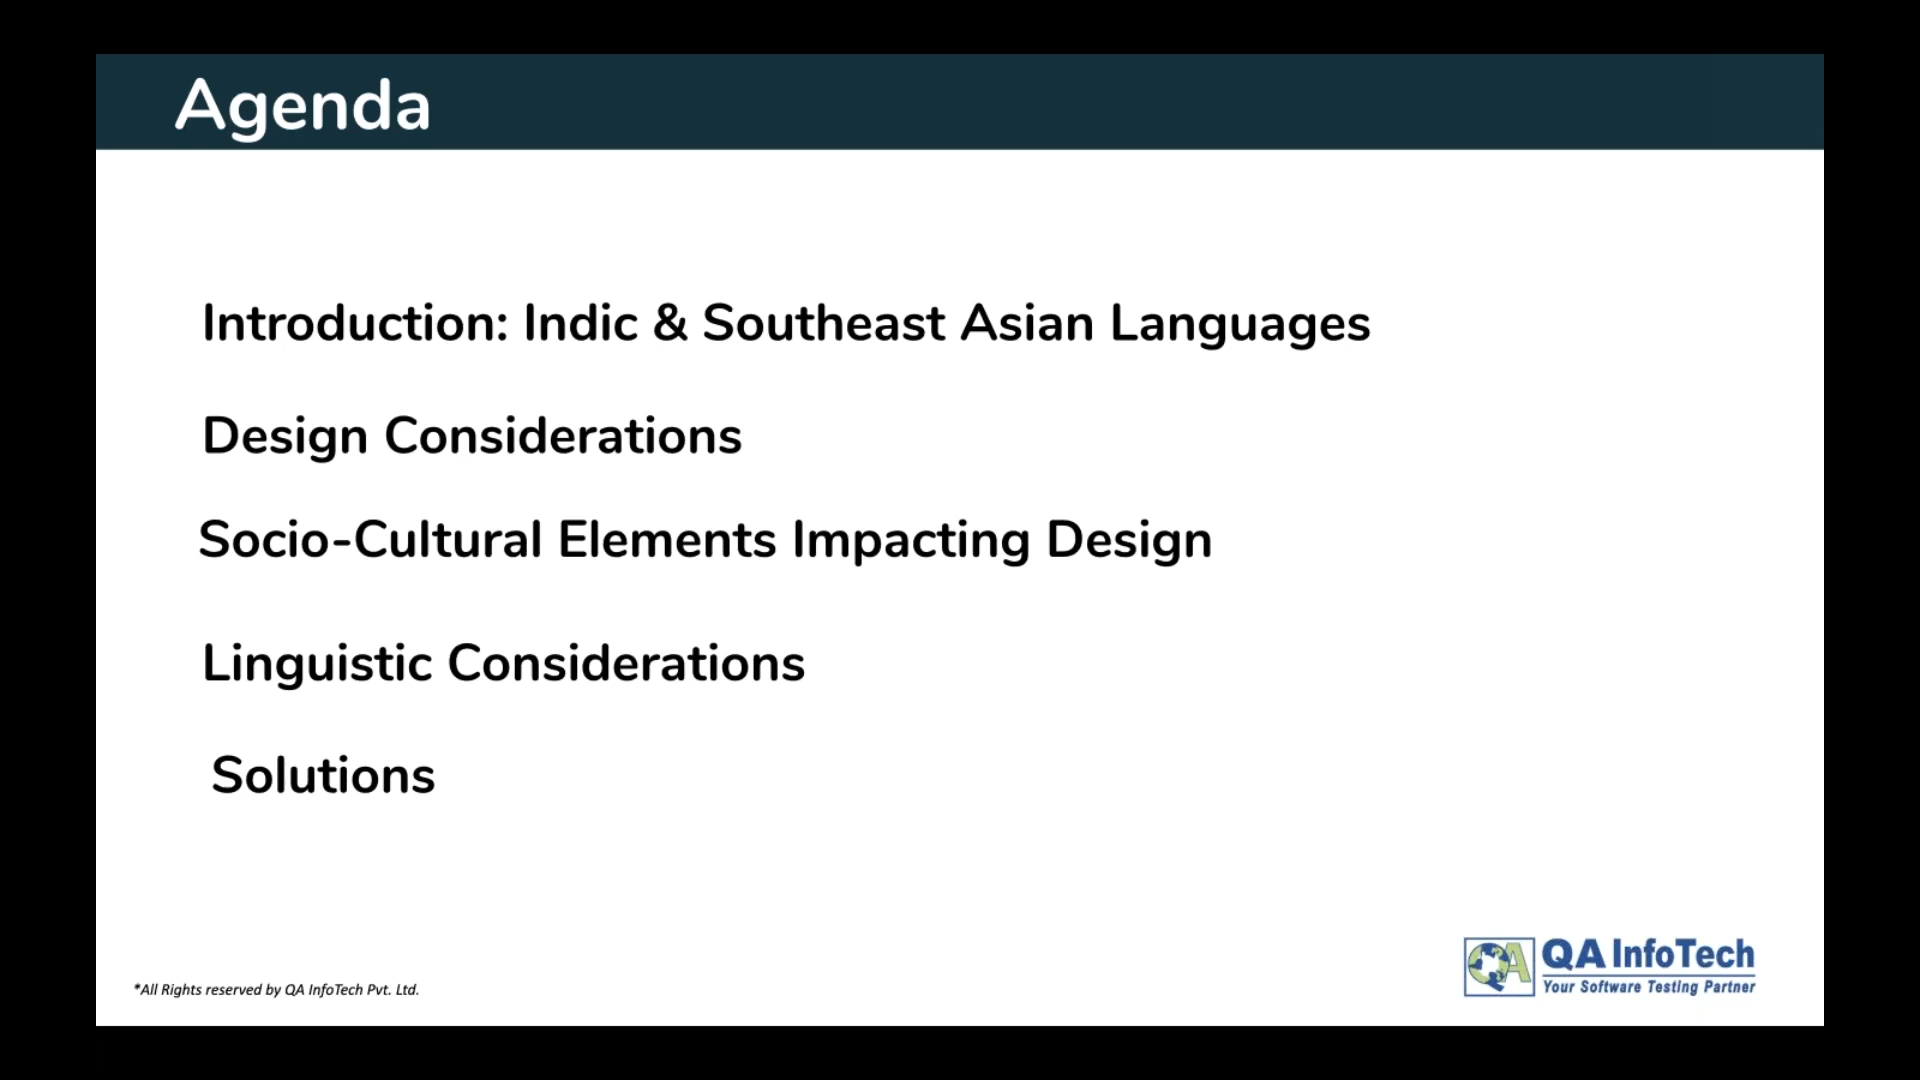 Agenda
Introduction: Indic & Southeast Asian Languages
Design Considerations
Socio-Cultural Elements Impacting Design
Linguistic Considerations
Solutions
*All Rights reserved by QA InfoTech Pvt. Ltd.
QA
QA InfoTech
Your Software Testing Partner